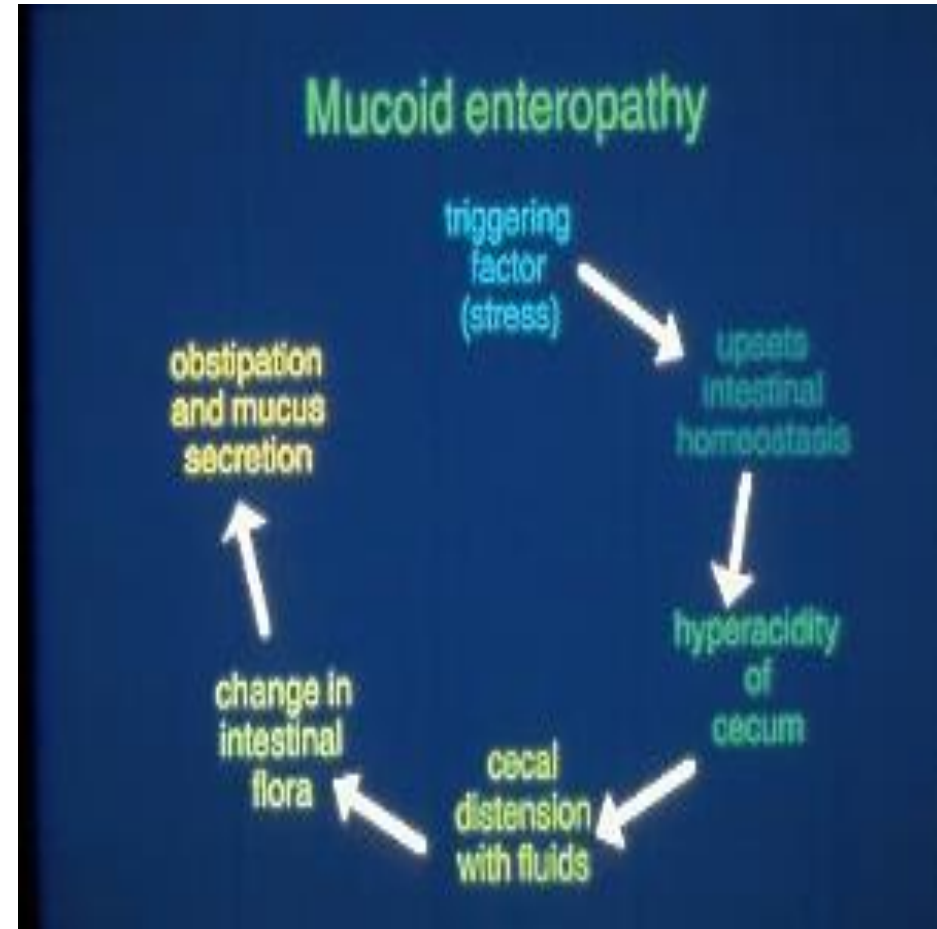 Mucoid enteropathy
triggering
factor
(stress)
upsets
intestinal
homeostasis
hyperacidity
of
cecum
cecal
distension
with fluids
change in
intestinal
flora
obstipation
and mucus
secretion